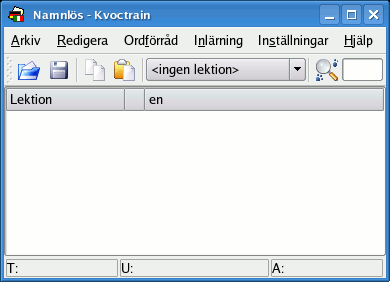 Namnlös - Kvoctrain
Arkiv Redigera Ordförråd Inlärning Inställningar Hjälp
<ingen lektion>
Lektion en
T: U: A: